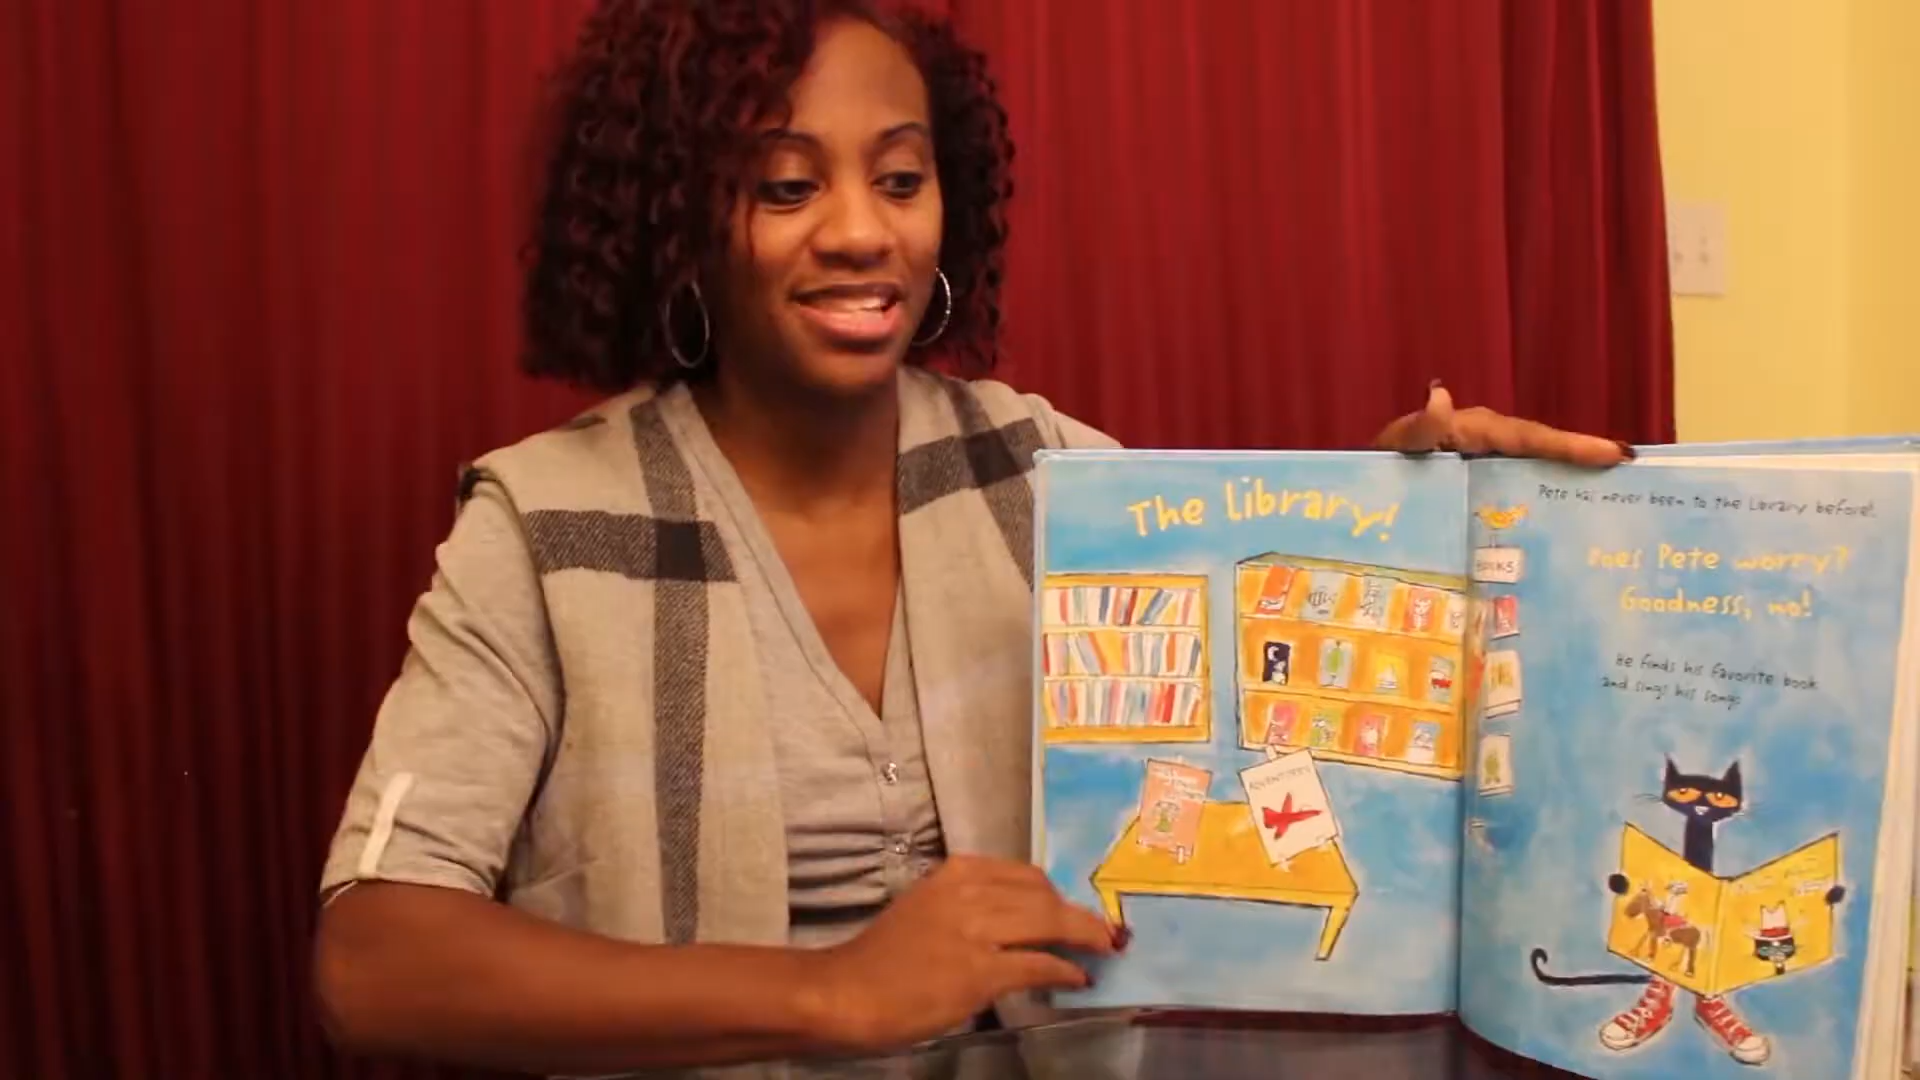 The library!
ADVENTURES
BOOKS
Pete has never been to the library before!
Does Pete worry?
Goodness, no!
He finds his favorite book
and sings his song: